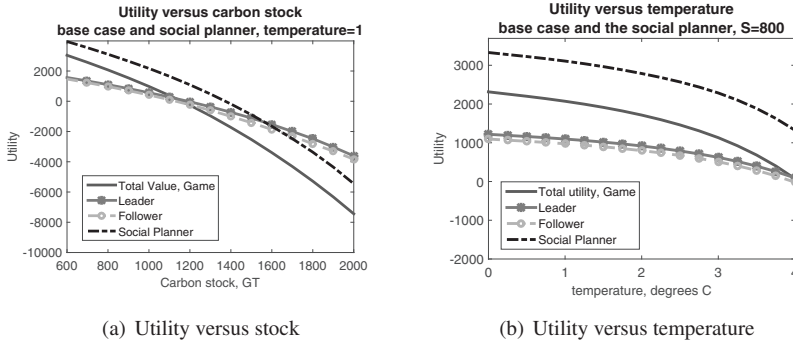 Utility versus carbon stock
base case and social planner, temperature=1
Utility
2000
0
-2000
-4000
-6000
-8000
-10000
Total Value, Game
Leader
Follower
Social Planner
600 800 1000 1200 1400 1600 1800 2000
Carbon stock, GT
(a) Utility versus stock
Utility versus temperature
base case and the social planner, S=800
Utility
3000
2000
1000
0
-1000
-2000
Total utility, Game
Leader
Follower
Social Planner
0 1 2 3 4
temperature, degrees C
(b) Utility versus temperature